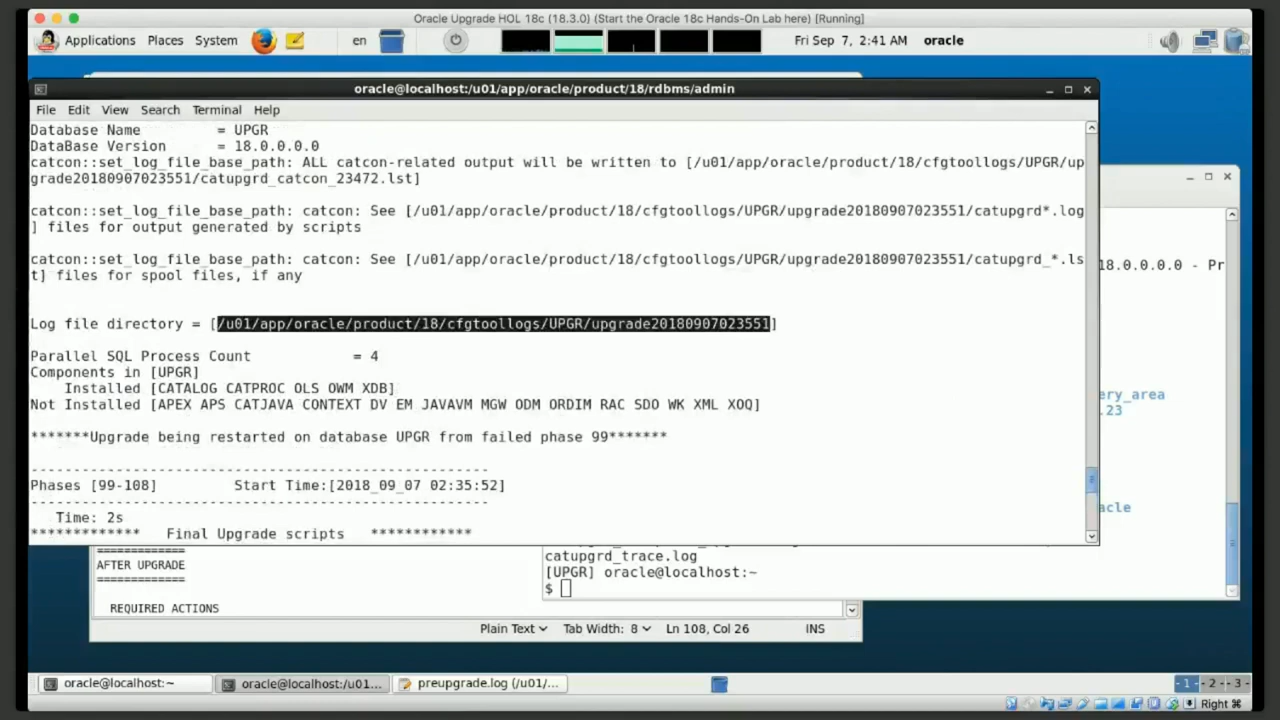 Oracle Upgrade HOL 18c (18.3.0) (Start the Oracle 18c Hands-On Lab here) [Running]
Applications Places System en Fri Sep 7, 2:41 AM oracle
oracle@localhost:/u01/app/oracle/product/18/rdbms/admin
File Edit View Search Terminal Help
Database Name      = UPGR
DataBase Version      = 18.0.0.0.0
catcon::set_log_file_base_path: ALL catcon-related output will be written to [/u01/app/oracle/product/18/cfgtoollogs/UPGR/up
grade20180907023551/catupgrd_catcon_23472.lst]
catcon::set_log_file_base_path: catcon: See [/u01/app/oracle/product/18/cfgtoollogs/UPGR/upgrade20180907023551/catupgrd*.log
] files for output generated by scripts
catcon::set_log_file_base_path: catcon: See [/u01/app/oracle/product/18/cfgtoollogs/UPGR/upgrade20180907023551/catupgrd_*.ls
t] files for spool files, if any
Log file directory = [/u01/app/oracle/product/18/cfgtoollogs/UPGR/upgrade20180907023551]
Parallel SQL Process Count            = 4
Components in [UPGR]
    Installed [CATALOG CATPROC OLS OWM XDB]
Not Installed [APEX APS CATJAVA CONTEXT DV EM JAVAVM MGW ODM ORDIM RAC SDO WK XML XOQ]
*******Upgrade being restarted on database UPGR from failed phase 99*******
------------------------------------------------------
Phases [99-108]         Start Time:[2018_09_07 02:35:52]
------------------------------------------------------
   Time: 2s
*************   Final Upgrade scripts   ************
18.0.0.0.0 - Pr
ery_area
.23
acle
catupgrd_trace.log
[UPGR] oracle@localhost:~
$
=============
AFTER UPGRADE
=============
REQUIRED ACTIONS
Plain Text Tab Width: 8 Ln 108, Col 26 INS
oracle@localhost:~ oracle@localhost:/u01... preupgrade.log (/u01/... - 1 - - 2 - - 3 -
Right ⌘